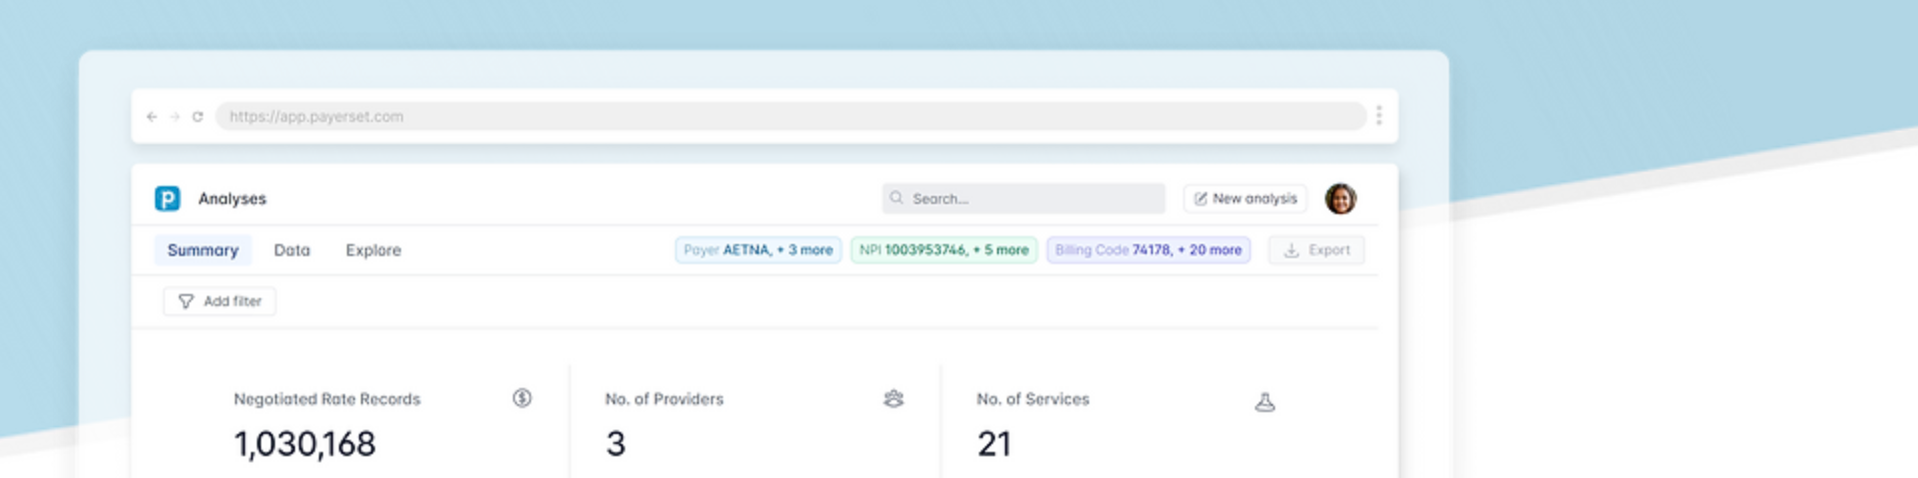 https://app.payerset.com
p Analyses Search... New analysis
Summary Data Explore Payer AETNA, + 3 more NPI 1003953746, + 5 more Billing Code 74178, + 20 more Export
Add filter
Negotiated Rate Records No. of Providers No. of Services
1,030,168 3 21